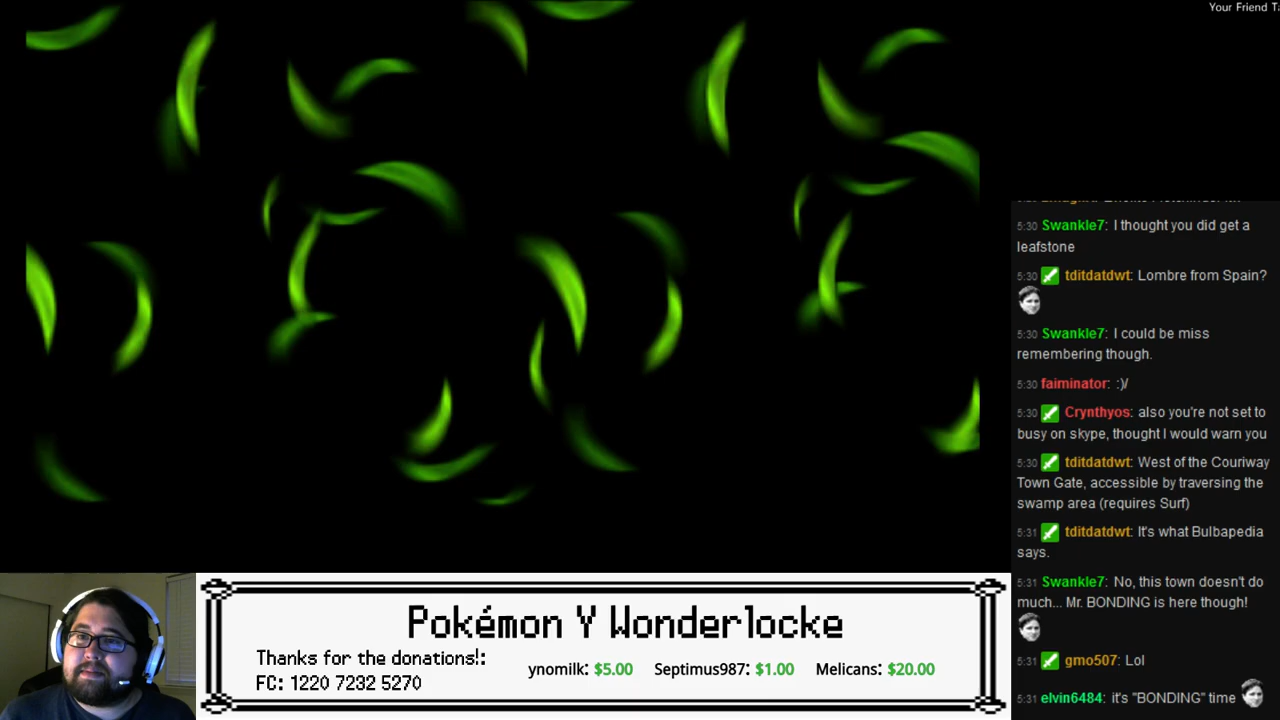 Your Friend Ta
5:30 Swankle7: I thought you did get a
leafstone
5:30 tditdatdwt: Lombre from Spain?
5:30 Swankle7: I could be miss
remembering though.
5:30 faiminator: :)/
5:30 Crynthyos: also you're not set to
busy on skype, thought I would warn you
5:30 tditdatdwt: West of the Couriway
Town Gate, accessible by traversing the
swamp area (requires Surf)
5:31 tditdatdwt: It's what Bulbapedia
says.
5:31 Swankle7: No, this town doesn't do
much... Mr. BONDING is here though!
5:31 gmo507: Lol
5:31 elvin6484: it's "BONDING" time
Pokémon Y Wonderlocke
Thanks for the donations!:
ynomilk: $5.00 Septimus987: $1.00 Melicans: $20.00
FC: 1220 7232 5270